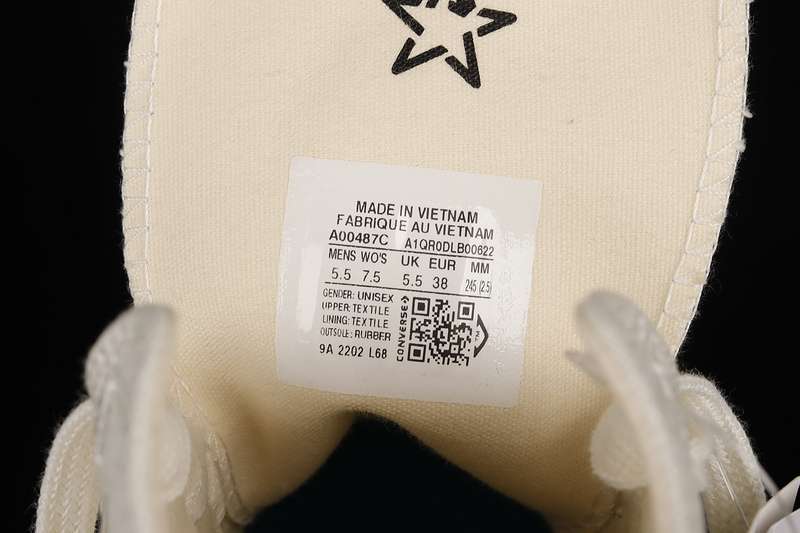 MADE IN VIETNAM
FABRIQUE AU VIETNAM
A00487C A1QR0DLB00622
MENS WO'S UK EUR MM
5.5 7.5 5.5 38 245 (2.5)
GENDER: UNISEX
UPPER: TEXTILE
LINING: TEXTILE
OUTSOLE: RUBBER
9A 2202 L68
CONVERSE